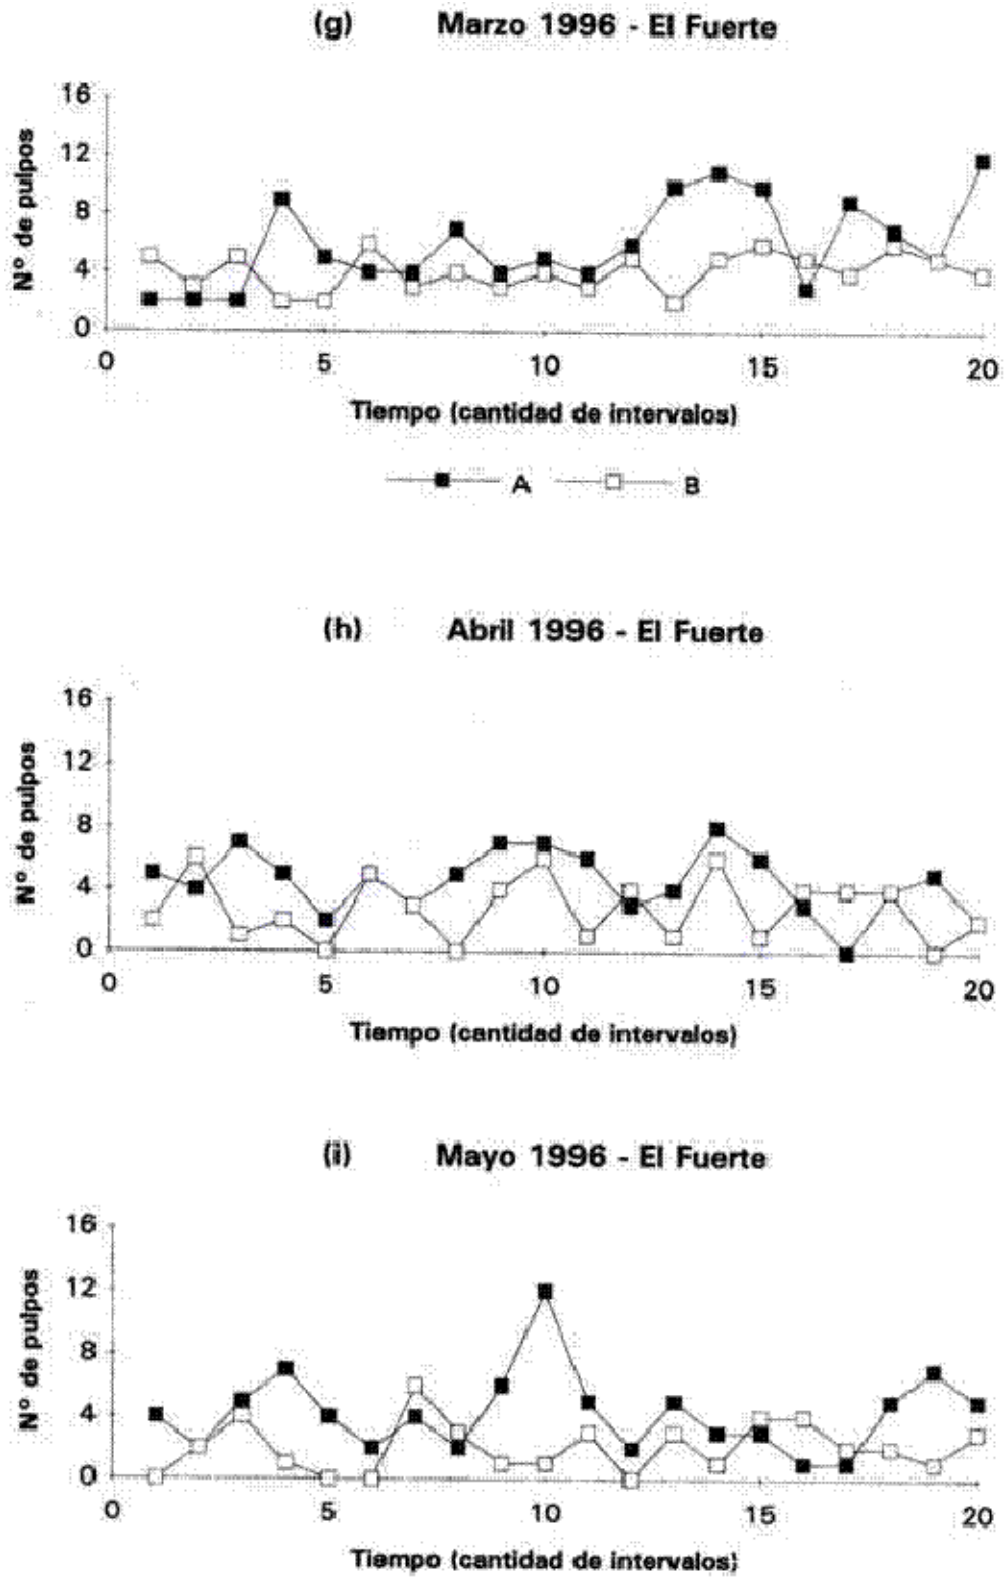 (g) Marzo 1996 - El Fuerte
16
12
8
4
0
Nº de pulpos
0 5 10 15 20
Tiempo (cantidad de intervalos)
A B
(h) Abril 1996 - El Fuerte
16
12
8
4
0
Nº de pulpos
0 5 10 15 20
Tiempo (cantidad de intervalos)
(i) Mayo 1996 - El Fuerte
16
12
8
4
0
Nº de pulpos
0 5 10 15 20
Tiempo (cantidad de intervalos)